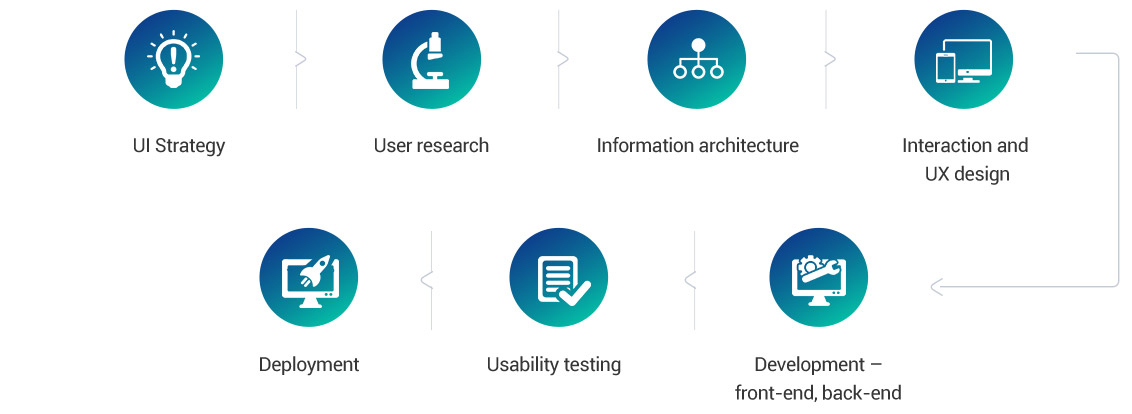 UI Strategy
User research
Information architecture
Interaction and
UX design
Deployment
Usability testing
Development –
front-end, back-end